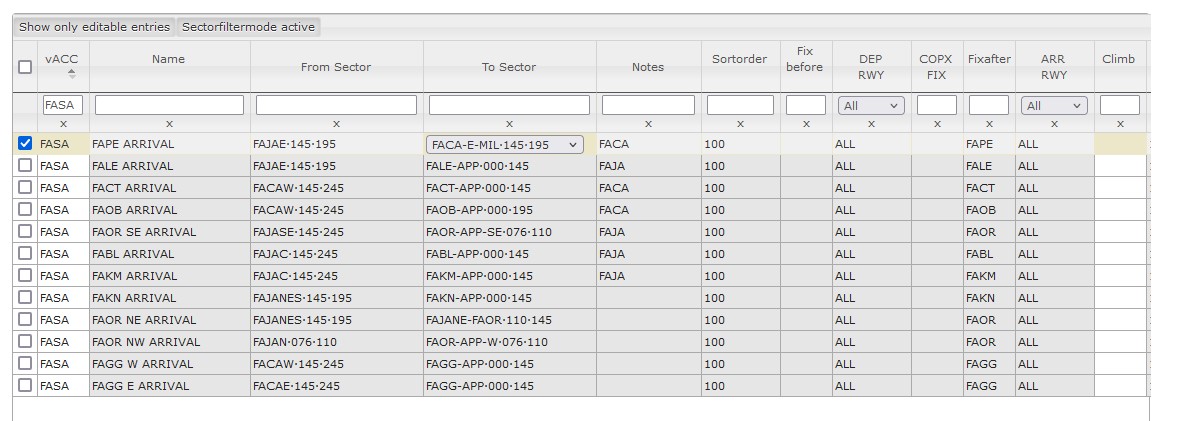 Show only editable entries Sectorfiltermode active
vACC Name From Sector To Sector Notes Sortorder Fix before DEP RWY COPX FIX Fixafter ARR RWY Climb
FASA All All
x x x x x x x x x x
FASA FAPE ARRIVAL FAJAE·145·195 FACA-E-MIL·145·195 FACA 100 ALL FAPE ALL
FASA FALE ARRIVAL FAJAE·145·195 FALE-APP·000·145 FAJA 100 ALL FALE ALL
FASA FACT ARRIVAL FACAW·145·245 FACT-APP·000·145 FACA 100 ALL FACT ALL
FASA FAOB ARRIVAL FACAW·145·245 FAOB-APP·000·195 FACA 100 ALL FAOB ALL
FASA FAOR SE ARRIVAL FAJASE·145·245 FAOR-APP-SE·076·110 FAJA 100 ALL FAOR ALL
FASA FABL ARRIVAL FAJAC·145·245 FABL-APP·000·145 FAJA 100 ALL FABL ALL
FASA FAKM ARRIVAL FAJAC·145·245 FAKM-APP·000·145 FAJA 100 ALL FAKM ALL
FASA FAKN ARRIVAL FAJANES·145·195 FAKN-APP·000·145 100 ALL FAKN ALL
FASA FAOR NE ARRIVAL FAJANES·145·195 FAJANE-FAOR·110·145 100 ALL FAOR ALL
FASA FAOR NW ARRIVAL FAJAN·076·110 FAOR-APP-W·076·110 100 ALL FAOR ALL
FASA FAGG W ARRIVAL FACAW·145·245 FAGG-APP·000·145 100 ALL FAGG ALL
FASA FAGG E ARRIVAL FACAE·145·245 FAGG-APP·000·145 100 ALL FAGG ALL